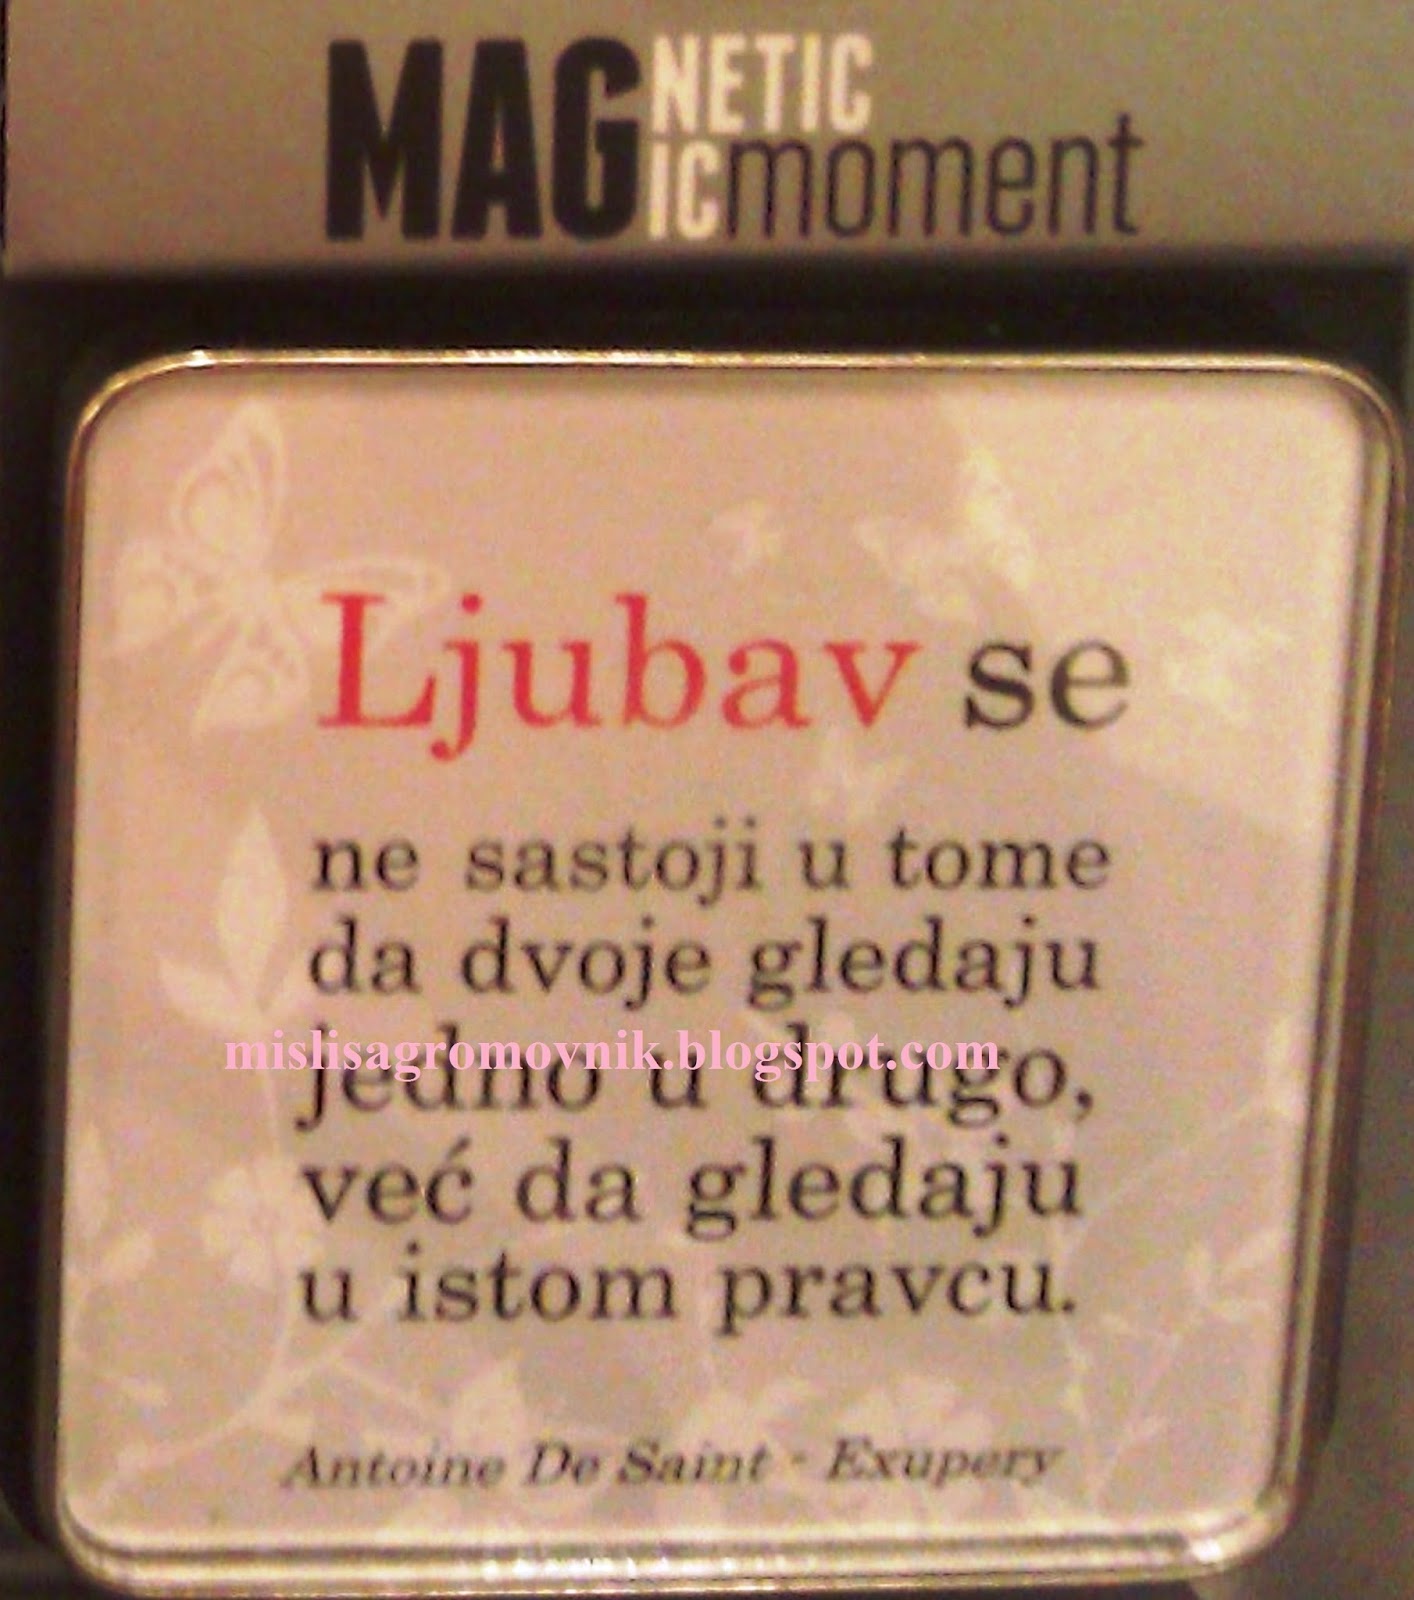 MAGNETIC
ICmoment
Ljubav se
ne sastoji u tome
da dvoje gledaju
mislisagromovnik.blogspot.com
jedno u drugo,
već da gledaju
u istom pravcu.
Antoine De Saint - Exupery